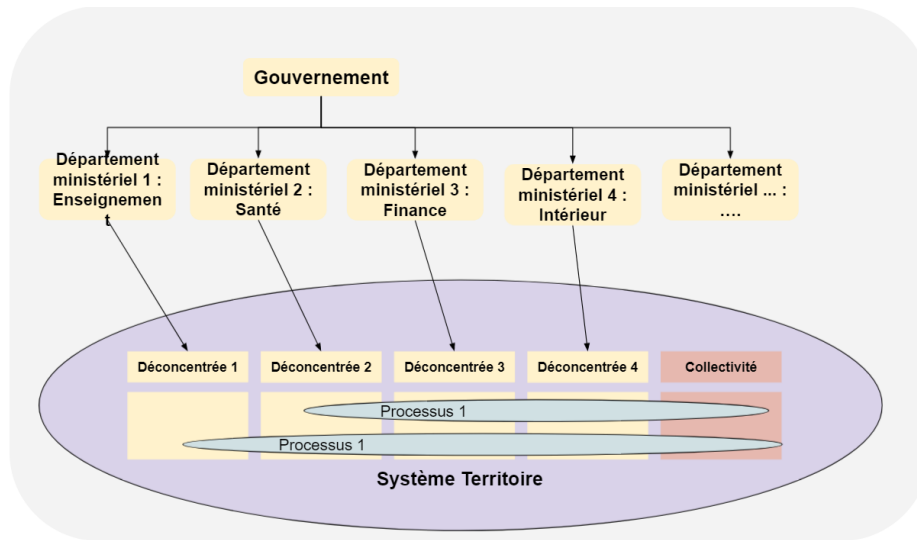 Gouvernement
Département
ministériel 1 :
Enseignemen
t
Département
ministériel 2 :
Santé
Département
ministériel 3 :
Finance
Département
ministériel 4 :
Intérieur
Département
ministériel ... :
....
Déconcentrée 1
Déconcentrée 2
Déconcentrée 3
Déconcentrée 4
Collectivité
Processus 1
Processus 1
Système Territoire